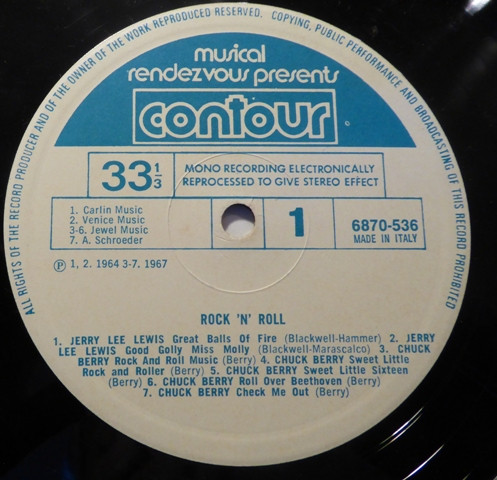 ALL RIGHTS OF THE RECORD PRODUCER AND OF THE OWNER OF THE WORK REPRODUCED RESERVED. COPYING, PUBLIC PERFORMANCE AND BROADCASTING OF THIS RECORD PROHIBITED
musical
rendezvous presents
contour
33 1/3
MONO RECORDING ELECTRONICALLY
REPROCESSED TO GIVE STEREO EFFECT
1. Carlin Music
2. Venice Music
3-6. Jewel Music
7. A. Schroeder
1
6870-536
MADE IN ITALY
Ⓟ 1, 2. 1964 3-7. 1967
ROCK 'N' ROLL
1. JERRY LEE LEWIS Great Balls Of Fire (Blackwell-Hammer) 2. JERRY
LEE LEWIS Good Golly Miss Molly (Blackwell-Marascalco) 3. CHUCK
BERRY Rock And Roll Music (Berry) 4. CHUCK BERRY Sweet Little
Rock and Roller (Berry) 5. CHUCK BERRY Sweet Little Sixteen
(Berry) 6. CHUCK BERRY Roll Over Beethoven (Berry)
7. CHUCK BERRY Check Me Out (Berry)